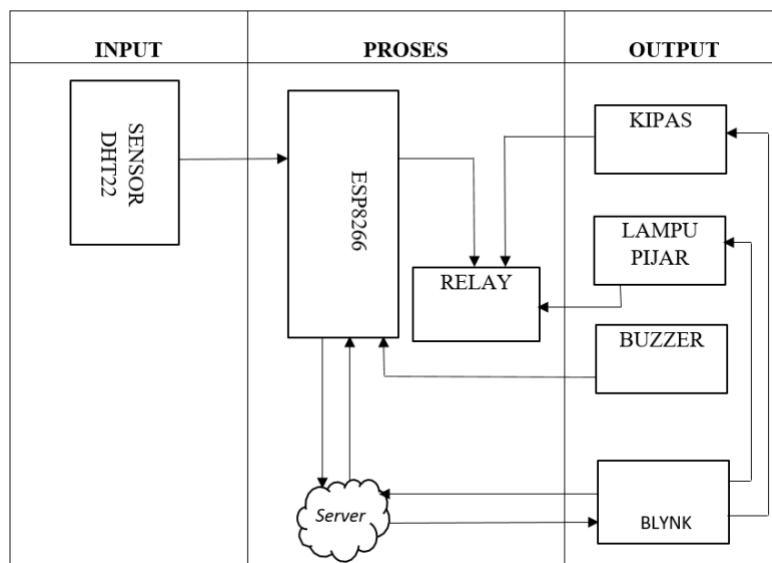 INPUT
PROSES
OUTPUT
SENSOR
DHT22
ESP8266
RELAY
KIPAS
LAMPU
PIJAR
BUZZER
Server
BLYNK